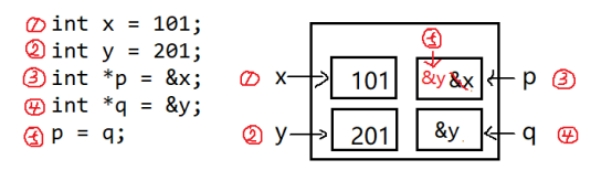 ① int x = 101;
② int y = 201;
③ int *p = &x;
④ int *q = &y;
⑤ p = q;
⑤
① x 101 &y &x p ③
② y 201 &y q ④